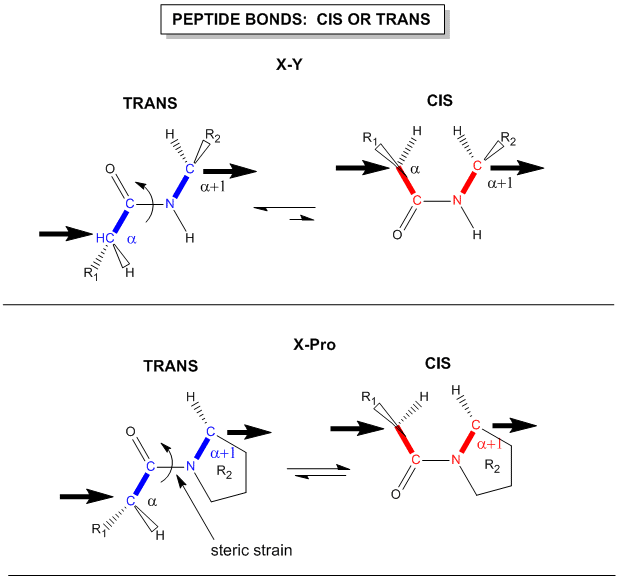 PEPTIDE BONDS: CIS OR TRANS
X-Y
TRANS
CIS
H
R2
O
C
α+1
C
N
HC
α
H
R1
H
R1
H
H
R2
C
α
C
α+1
C
N
O
H
X-Pro
TRANS
CIS
H
O
C
α+1
C
N
R2
C
α
R1
H
steric strain
R1
H
H
C
C
α+1
C
N
R2
O